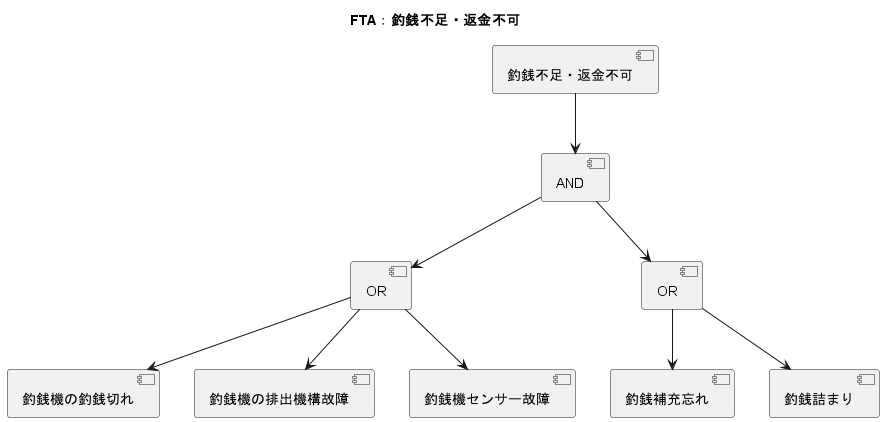 FTA : 釣銭不足・返金不可
釣銭不足・返金不可
AND
OR
OR
釣銭機の釣銭切れ
釣銭機の排出機構故障
釣銭機センサー故障
釣銭補充忘れ
釣銭詰まり